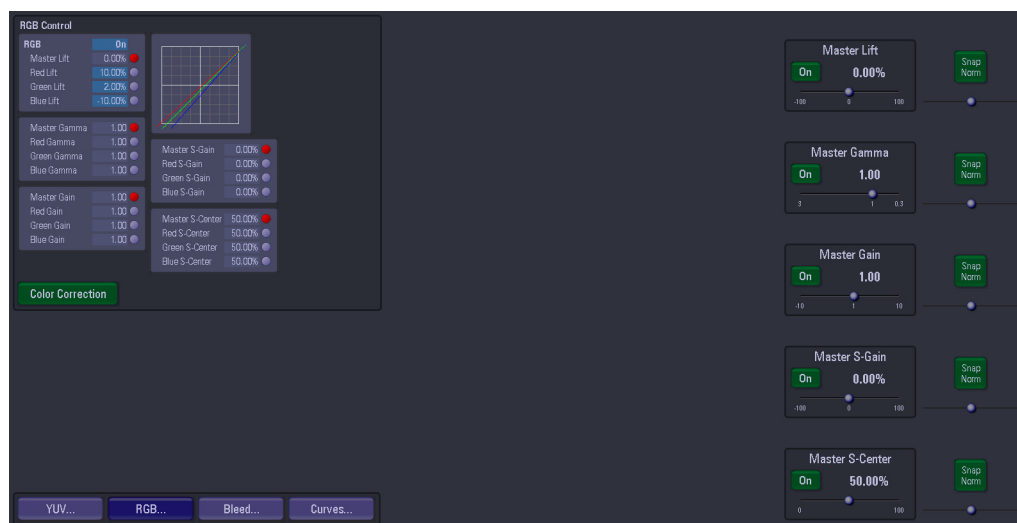 RGB Control
RGB On
Master Lift 0.00%
Red Lift 10.00%
Green Lift 2.00%
Blue Lift -10.00%
Master Gamma 1.00
Red Gamma 1.00
Green Gamma 1.00
Blue Gamma 1.00
Master Gain 1.00
Red Gain 1.00
Green Gain 1.00
Blue Gain 1.00
Master S-Gain 0.00%
Red S-Gain 0.00%
Green S-Gain 0.00%
Blue S-Gain 0.00%
Master S-Center 50.00%
Red S-Center 50.00%
Green S-Center 50.00%
Blue S-Center 50.00%
Color Correction
YUV... RGB... Bleed... Curves...
Master Lift
On 0.00%
-100 0 100
Snap
Norm
Master Gamma
On 1.00
3 1 0.3
Snap
Norm
Master Gain
On 1.00
-10 1 10
Snap
Norm
Master S-Gain
On 0.00%
-100 0 100
Snap
Norm
Master S-Center
On 50.00%
0 100
Snap
Norm